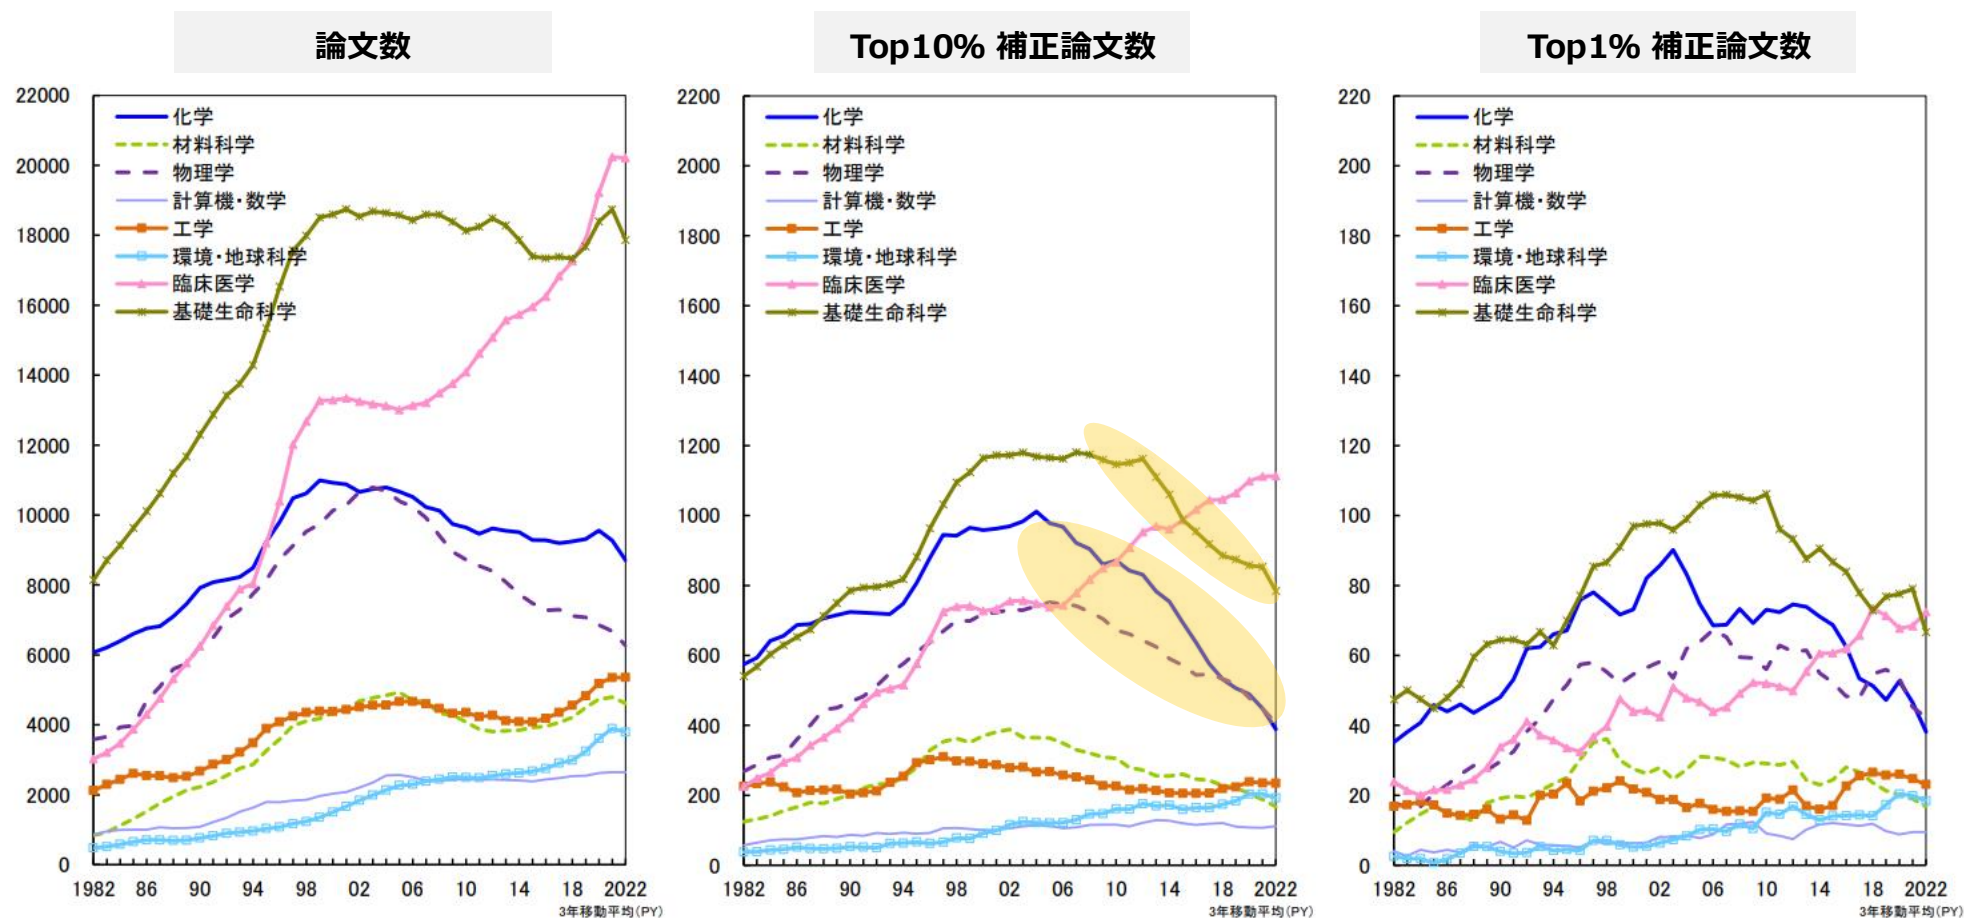 論文数
22000
20000
18000
16000
14000
12000
10000
8000
6000
4000
2000
0
化学
材料科学
物理学
計算機・数学
工学
環境・地球科学
臨床医学
基礎生命科学
1982 86 90 94 98 02 06 10 14 18 2022
3年移動平均(PY)
Top10% 補正論文数
2200
2000
1800
1600
1400
1200
1000
800
600
400
200
0
化学
材料科学
物理学
計算機・数学
工学
環境・地球科学
臨床医学
基礎生命科学
1982 86 90 94 98 02 06 10 14 18 2022
3年移動平均(PY)
Top1% 補正論文数
220
200
180
160
140
120
100
80
60
40
20
0
化学
材料科学
物理学
計算機・数学
工学
環境・地球科学
臨床医学
基礎生命科学
1982 86 90 94 98 02 06 10 14 18 2022
3年移動平均(PY)